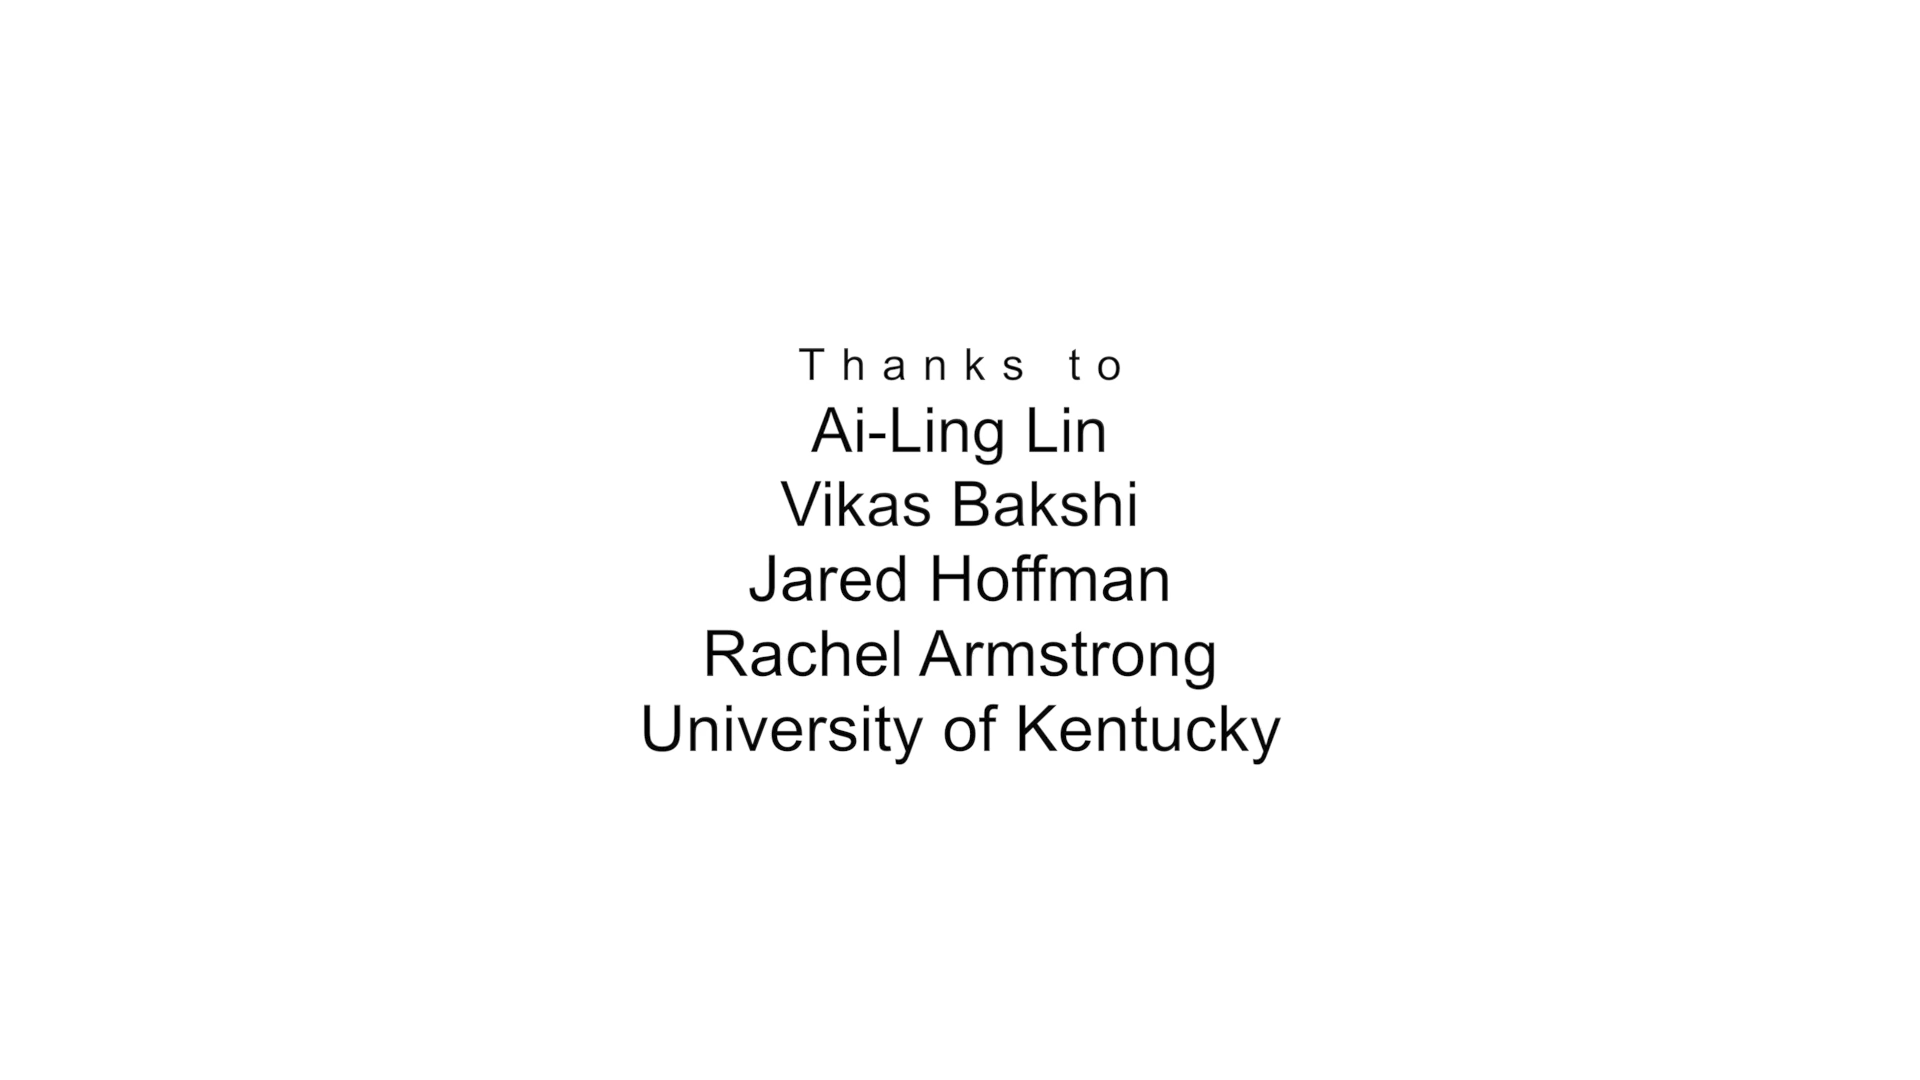 Thanks to
Ai-Ling Lin
Vikas Bakshi
Jared Hoffman
Rachel Armstrong
University of Kentucky